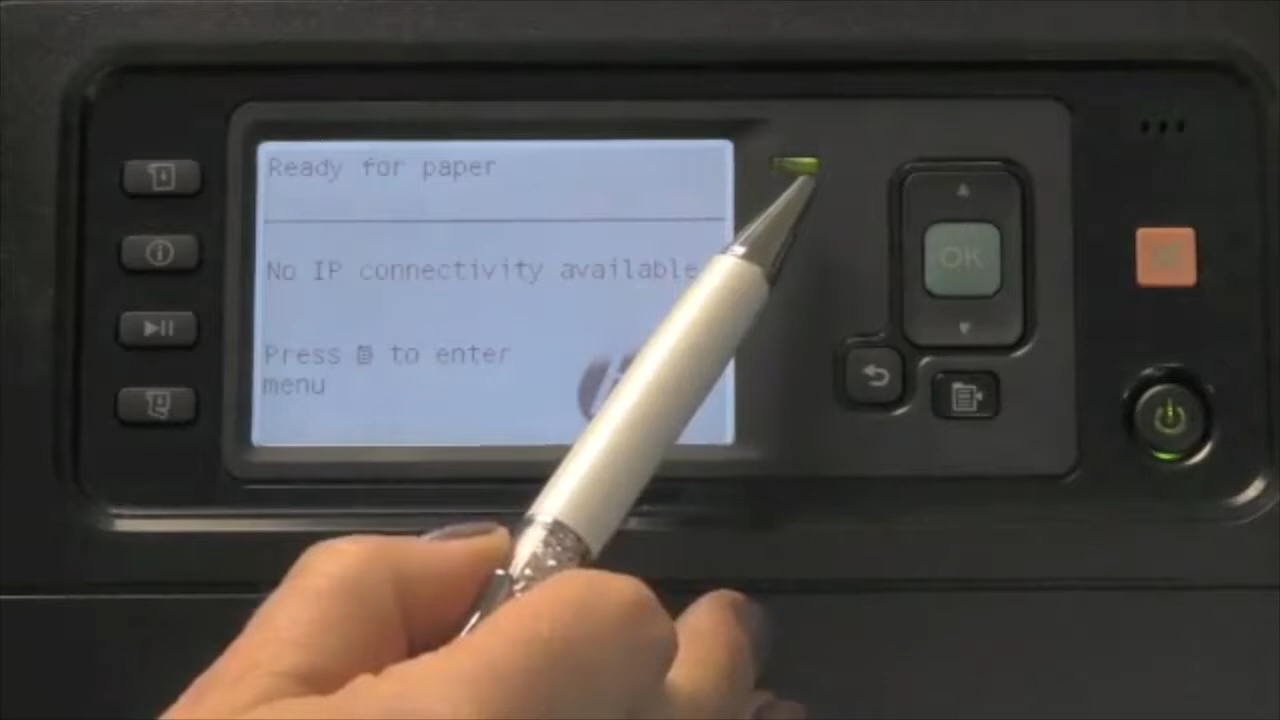 Ready for paper
No IP connectivity available
Press to enter
menu
OK